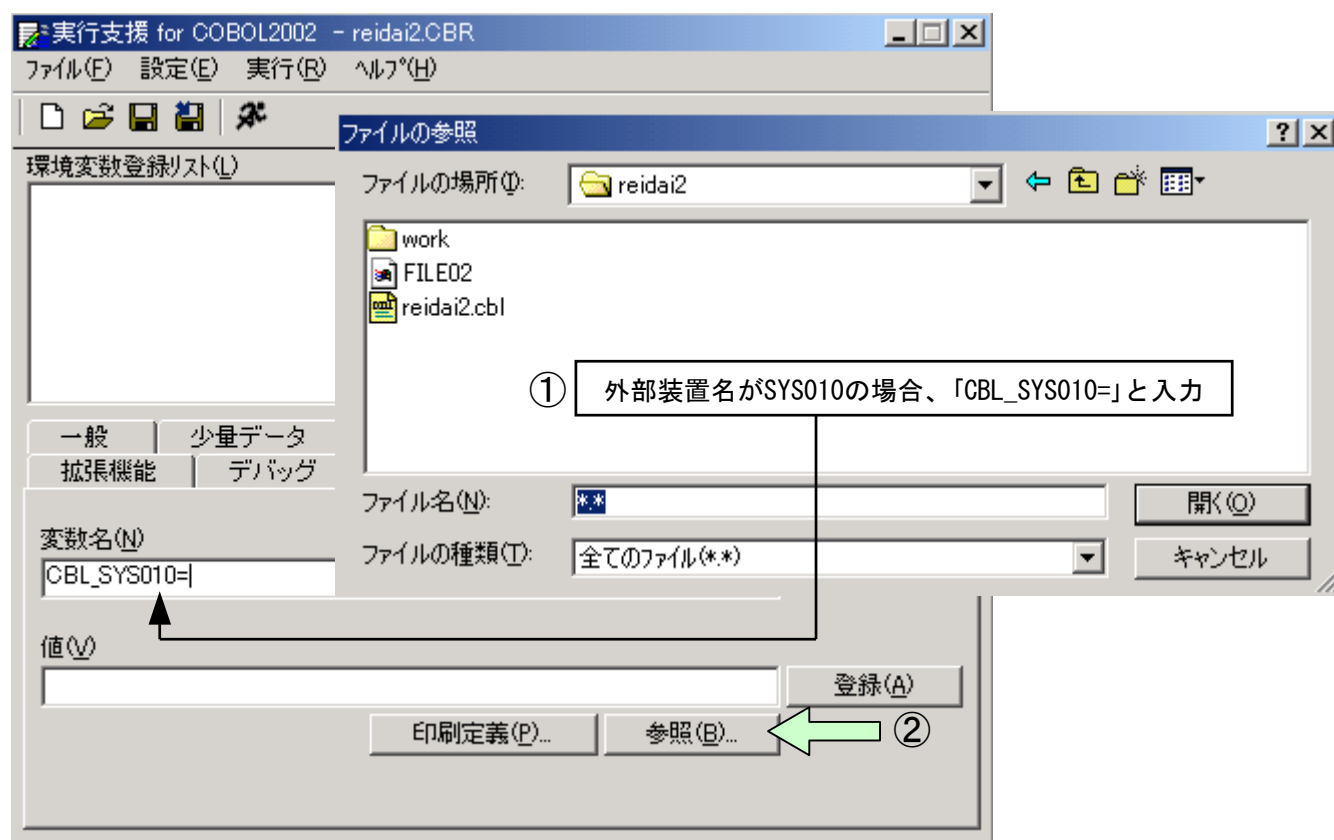 実行支援 for COBOL2002 - reidai2.CBR
ファイル(F) 設定(E) 実行(R) ヘルプ(H)
環境変数登録リスト(L)
ファイルの参照
ファイルの場所(I): reidai2
work
FILE02
reidai2.cbl
① 外部装置名がSYS010の場合、「CBL_SYS010=」と入力
一般 少量データ
拡張機能 デバッグ
ファイル名(N): *.* 開く(O)
ファイルの種類(T): 全てのファイル(*.*) キャンセル
変数名(N)
CBL_SYS010=
値(V)
登録(A)
印刷定義(P)... 参照(B)... ②